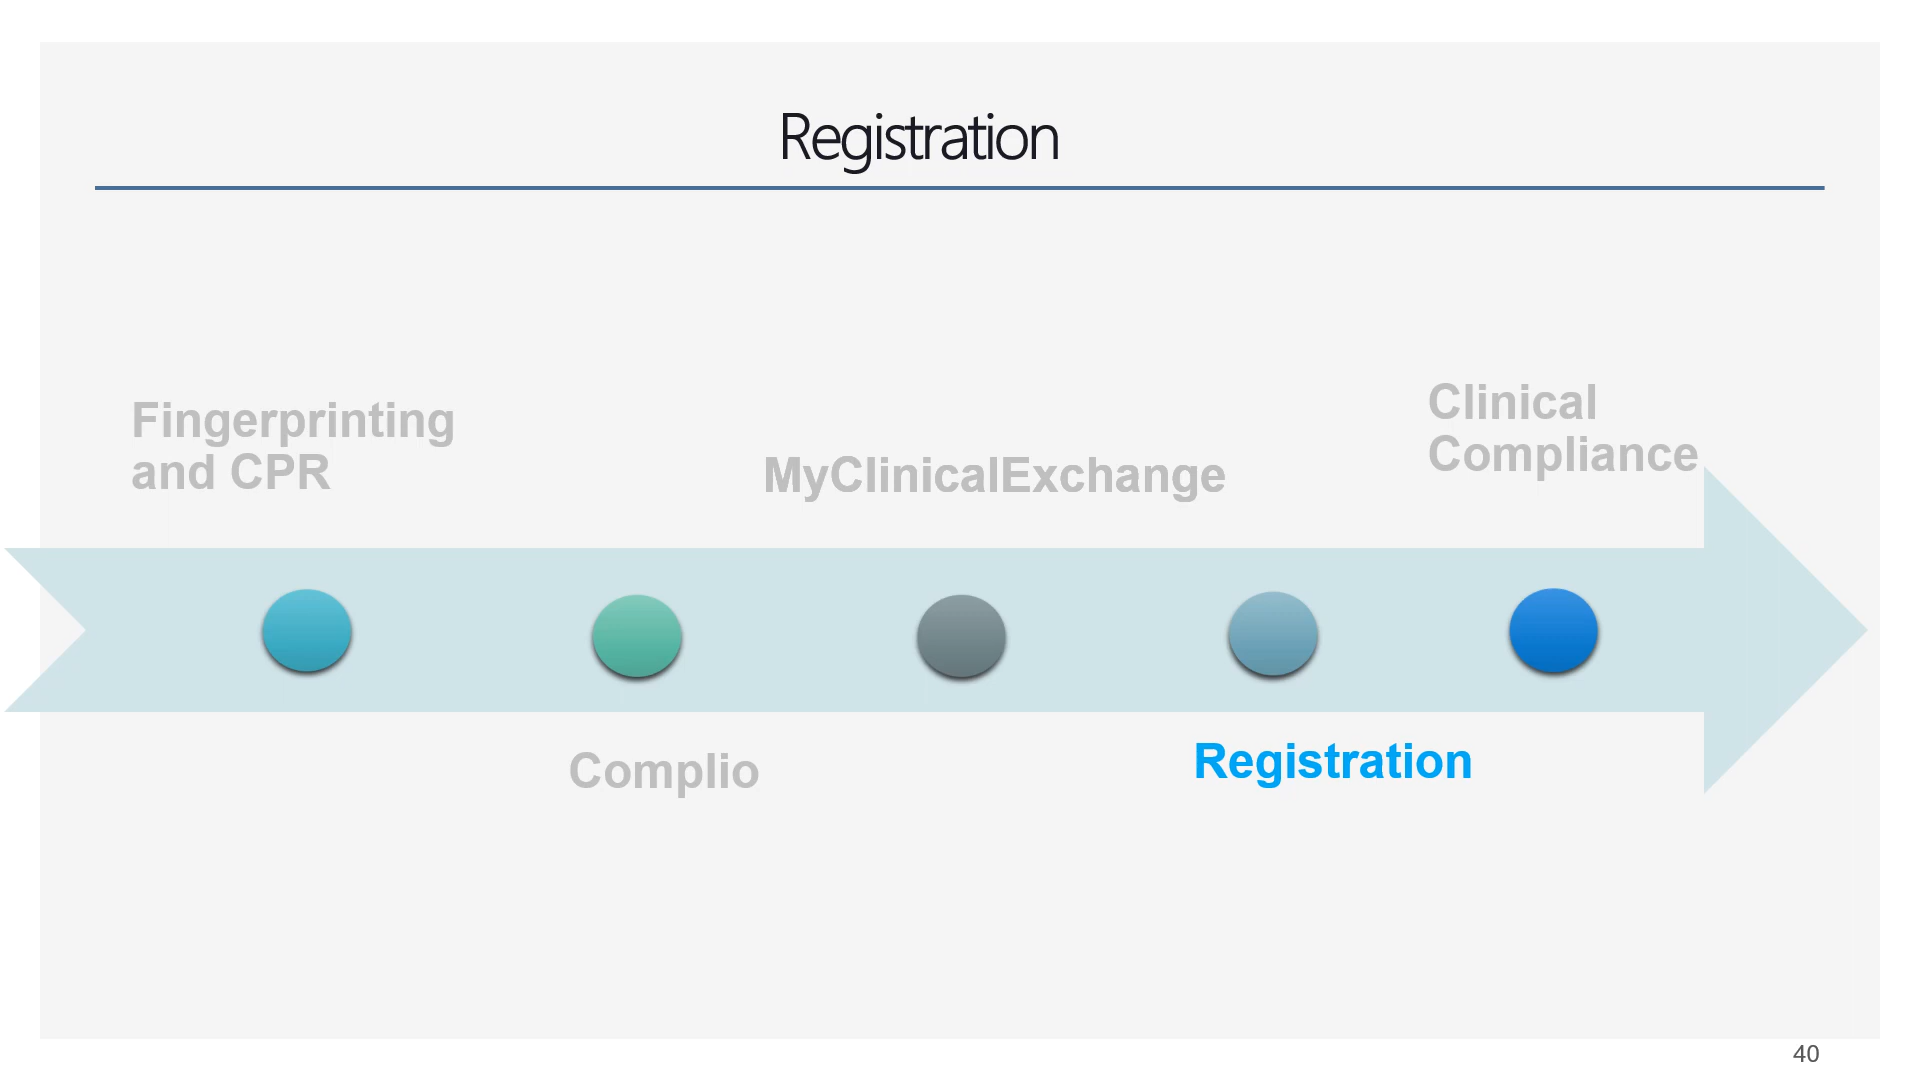 Registration
Fingerprinting
and CPR
Complio
MyClinicalExchange
Registration
Clinical
Compliance
40